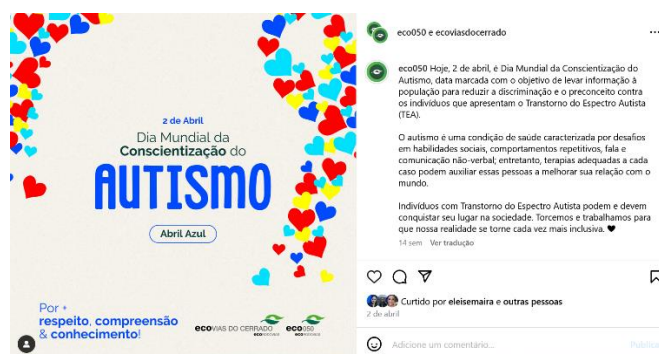 2 de Abril
Dia Mundial da
Conscientização do
AUTISMO
Abril Azul
Por +
respeito, compreensão
& conhecimento!
ecoVIAS DO CERRADO
ecoRODOVIAS
eco050
ecoRODOVIAS
eco050 e ecoviasdocerrado
eco050 Hoje, 2 de abril, é Dia Mundial da Conscientização do
Autismo, data marcada com o objetivo de levar informação à
população para reduzir a discriminação e o preconceito contra
os indivíduos que apresentam o Transtorno do Espectro Autista
(TEA).
O autismo é uma condição de saúde caracterizada por desafios
em habilidades sociais, comportamentos repetitivos, fala e
comunicação não-verbal; entretanto, terapias adequadas a cada
caso podem auxiliar essas pessoas a melhorar sua relação com o
mundo.
Indivíduos com Transtorno do Espectro Autista podem e devem
conquistar seu lugar na sociedade. Torcemos e trabalhamos para
que nossa realidade se torne cada vez mais inclusiva. 🖤
14 sem Ver tradução
Curtido por eleisemaira e outras pessoas
2 de abril
Adicione um comentário... Publica